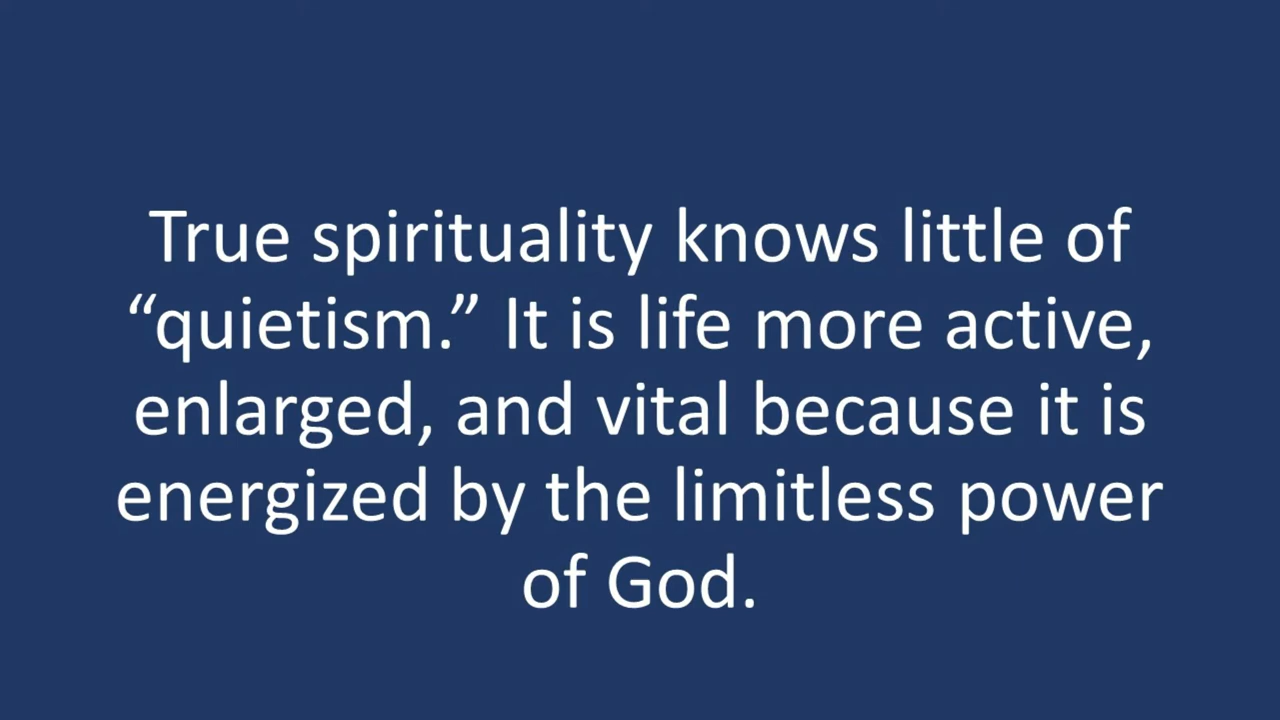 True spirituality knows little of
“quietism.” It is life more active,
enlarged, and vital because it is
energized by the limitless power
of God.